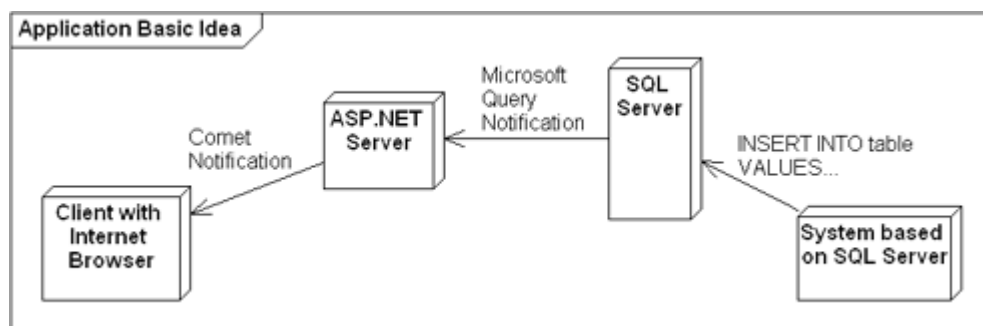 Application Basic Idea
Microsoft
Query
Notification
SQL
Server
ASP.NET
Server
Comet
Notification
INSERT INTO table
VALUES...
Client with
Internet
Browser
System based
on SQL Server